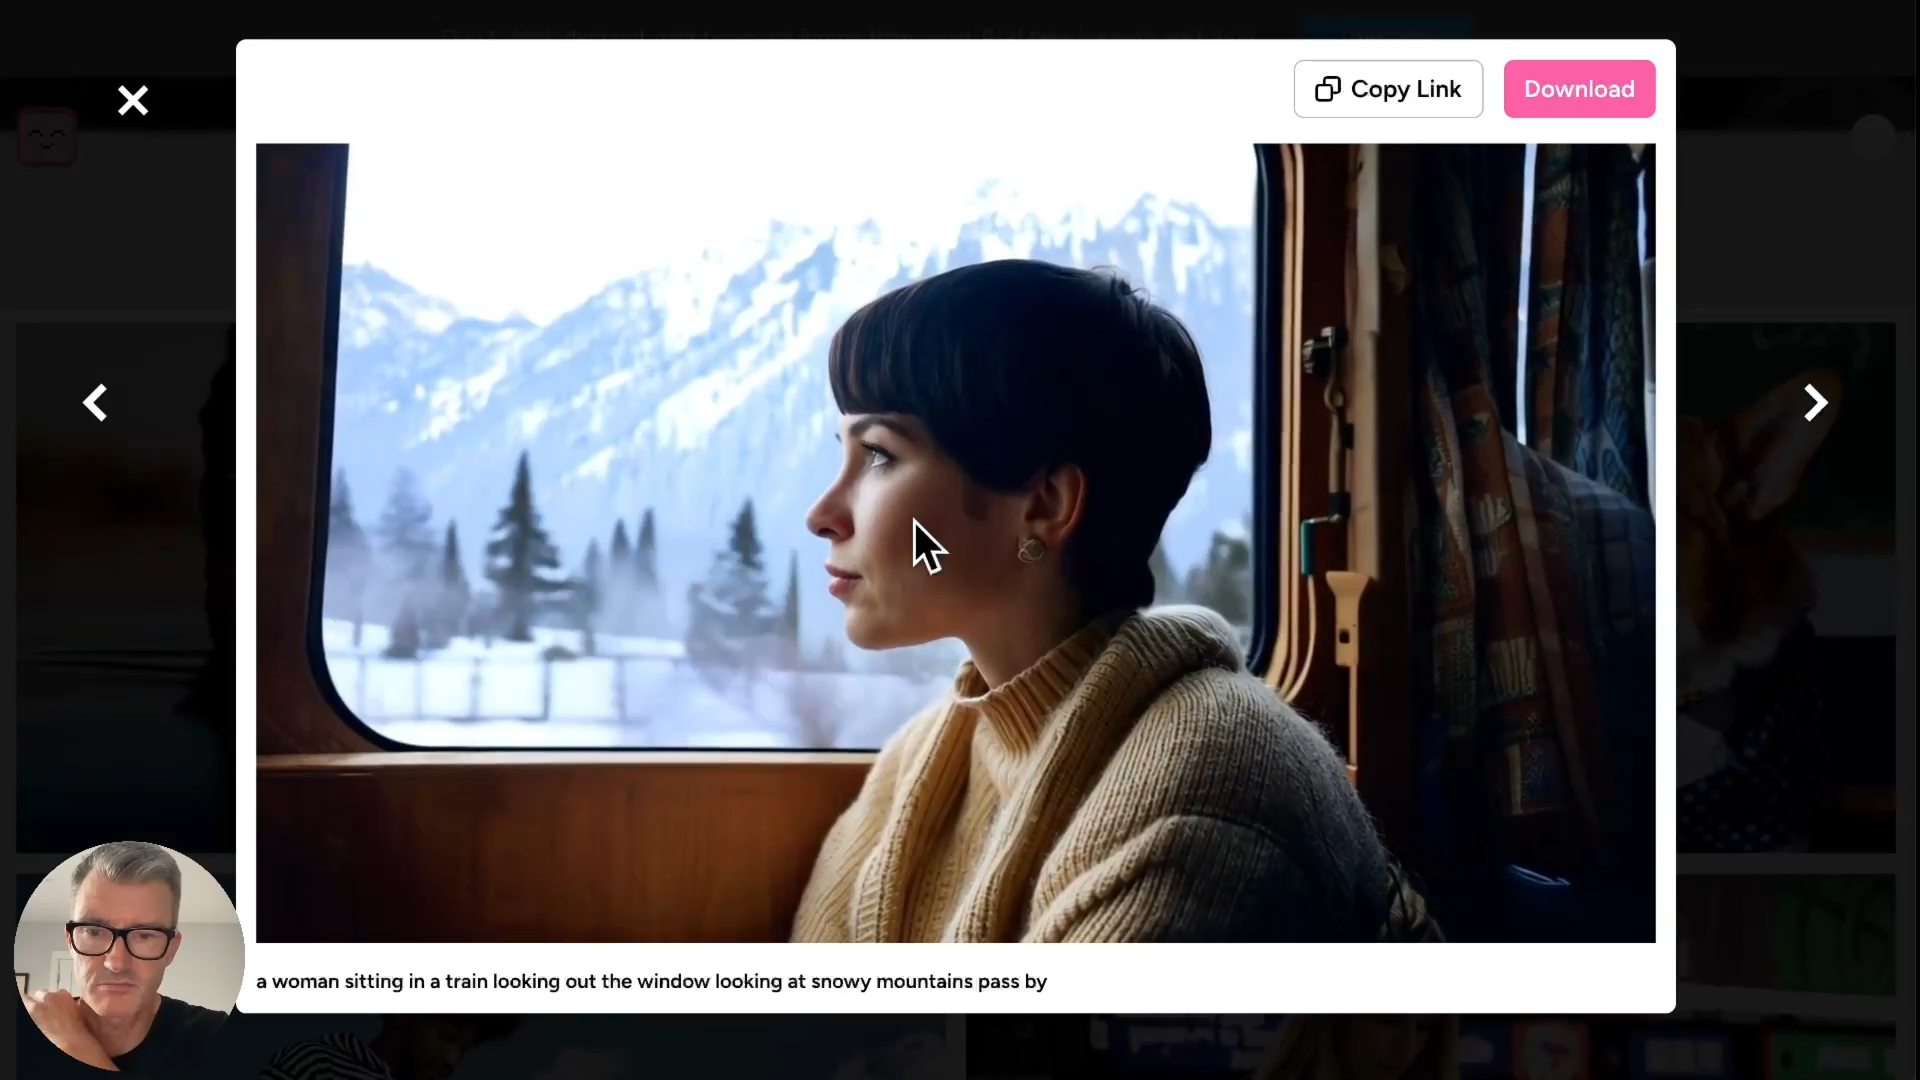 Copy Link
Download
a woman sitting in a train looking out the window looking at snowy mountains pass by